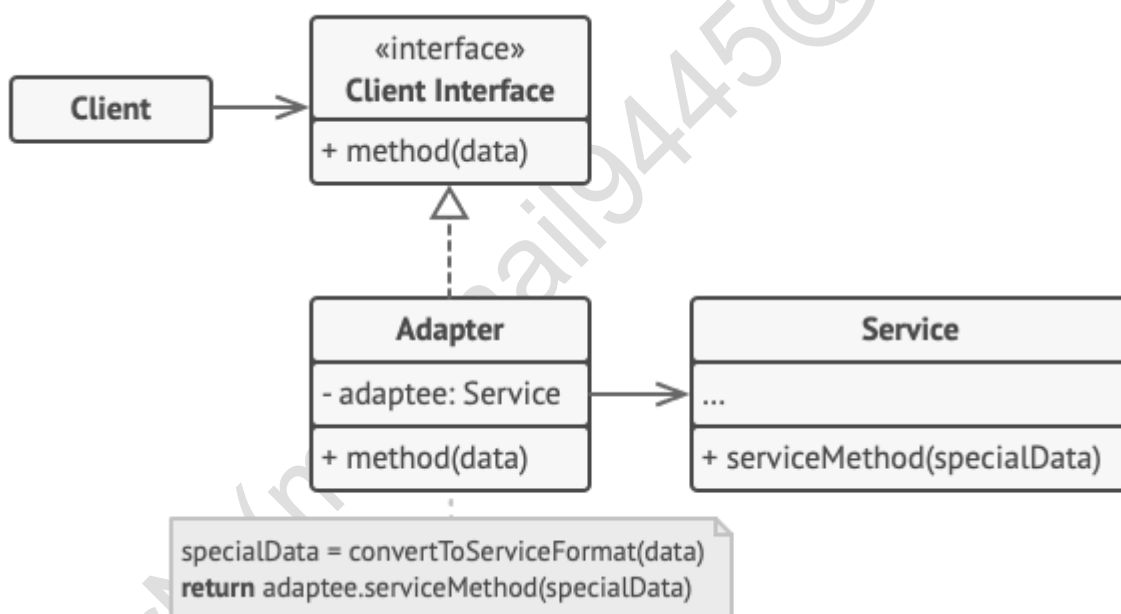 «interface»
Client Interface
Client
+ method(data)
Adapter
- adaptee: Service
+ method(data)
Service
...
+ serviceMethod(specialData)
specialData = convertToServiceFormat(data)
return adaptee.serviceMethod(specialData)